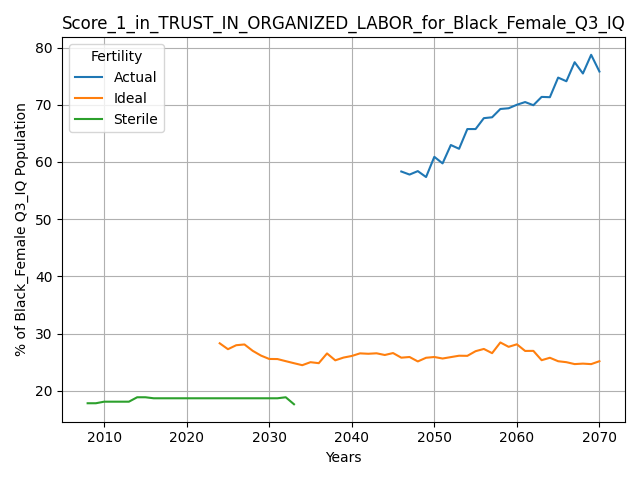 Score_1_in_TRUST_IN_ORGANIZED_LABOR_for_Black_Female_Q3_IQ
Fertility
Actual
Ideal
Sterile
% of Black_Female Q3_IQ Population
80
70
60
50
40
30
20
2010 2020 2030 2040 2050 2060 2070
Years